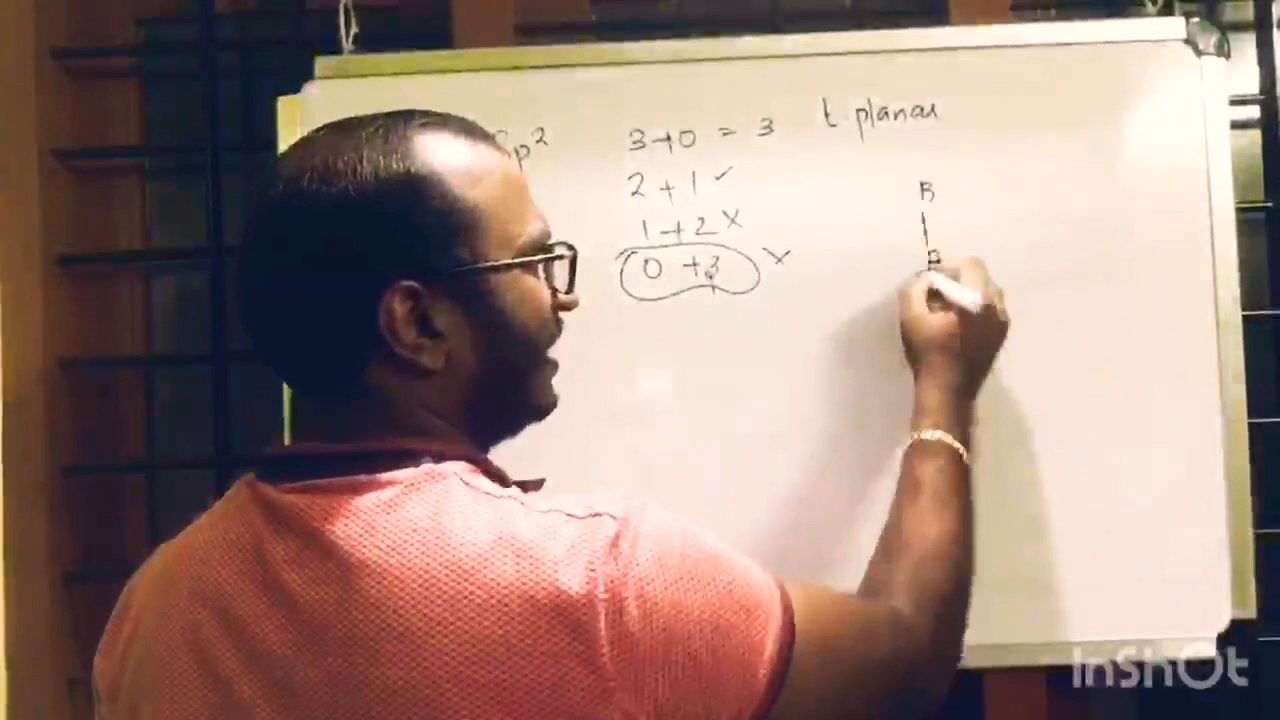 Sp² 3+0 = 3 t. planar
2 + 1 ✓
1 + 2 X
0 + 3 X
B
B
InShOt